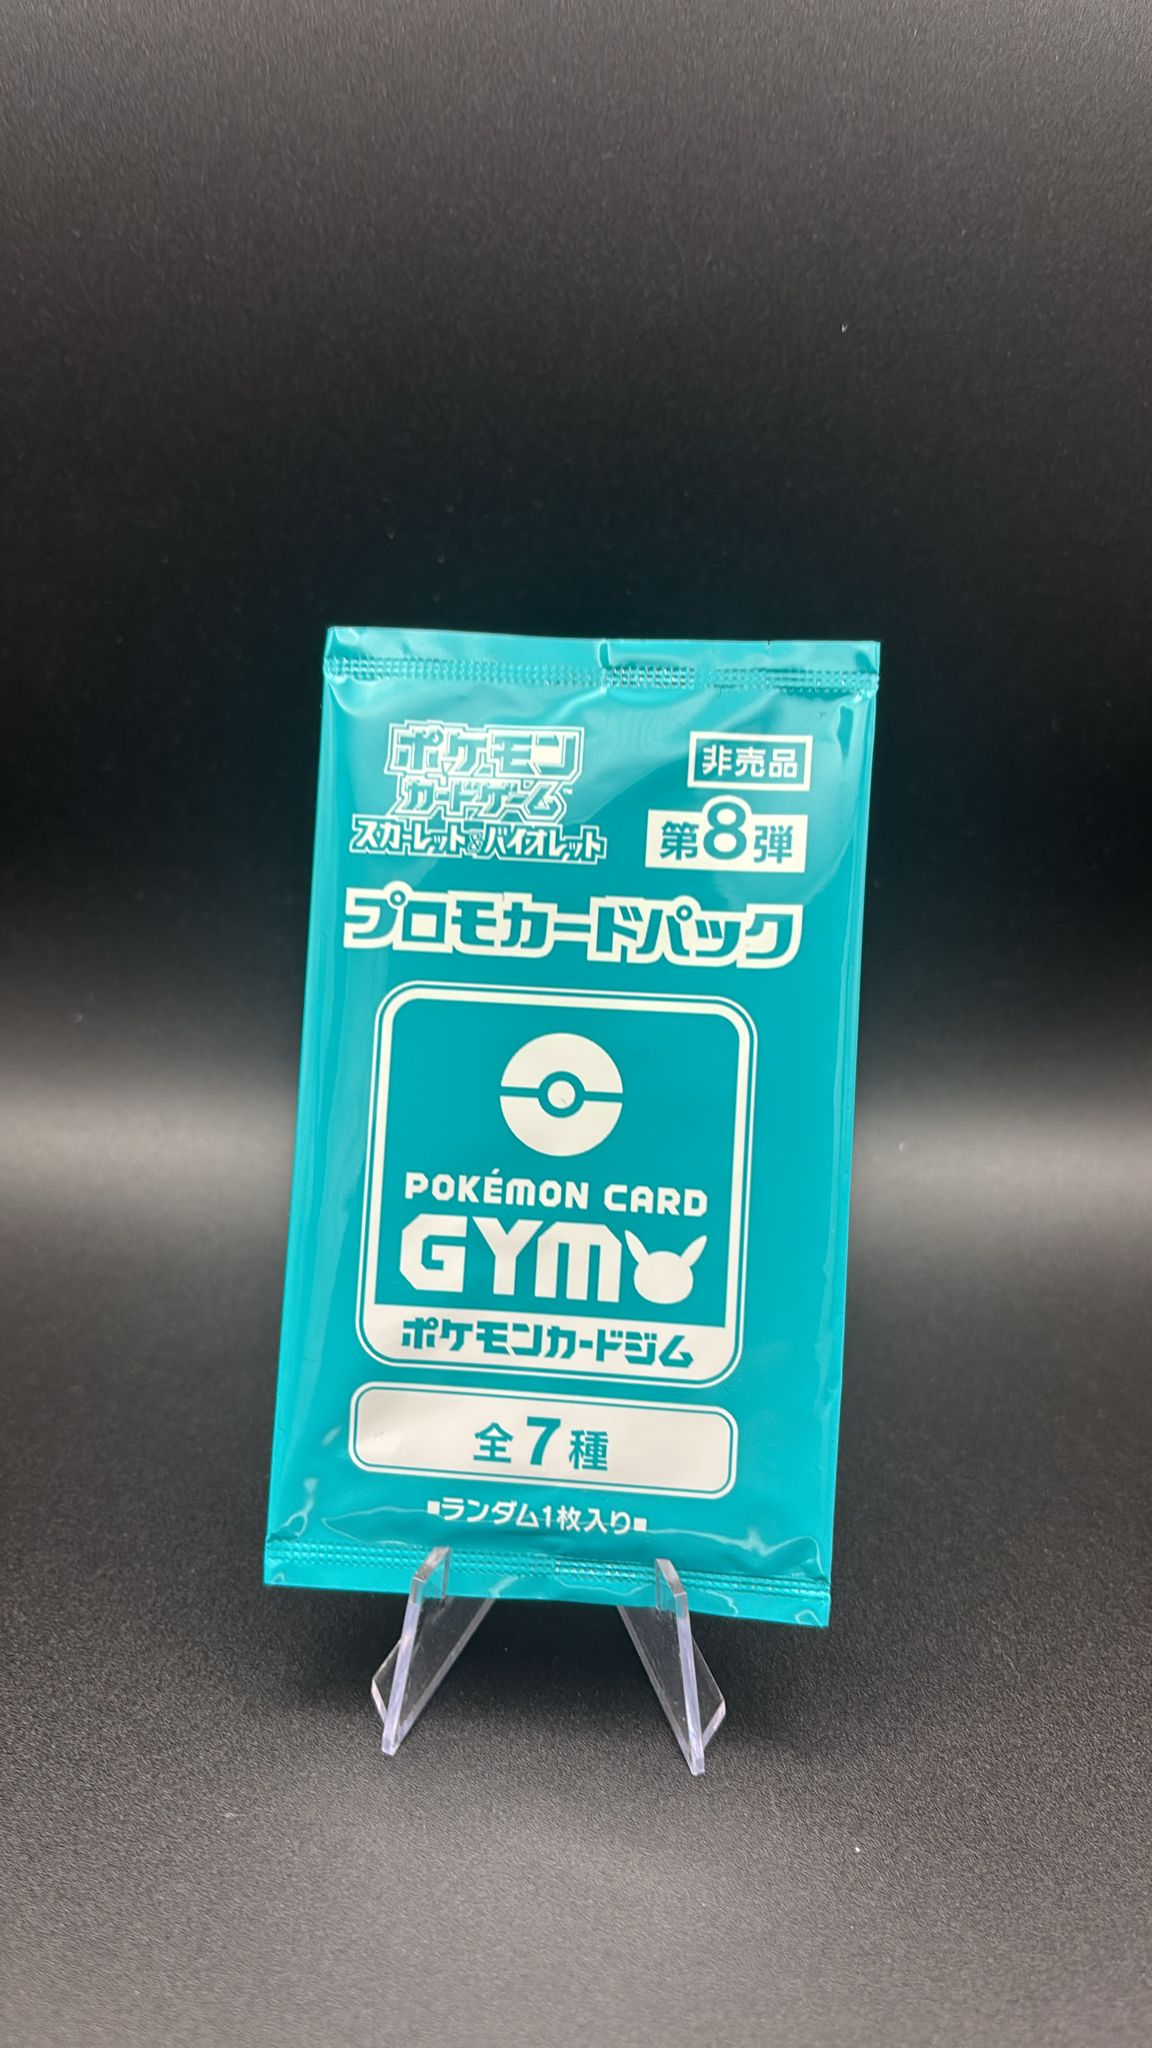 ポケモン
カードゲーム
スカーレット&バイオレット
非売品
第8弾
プロモカードパック
POKÉMON CARD
GYM
ポケモンカードジム
全7種
■ランダム1枚入り■